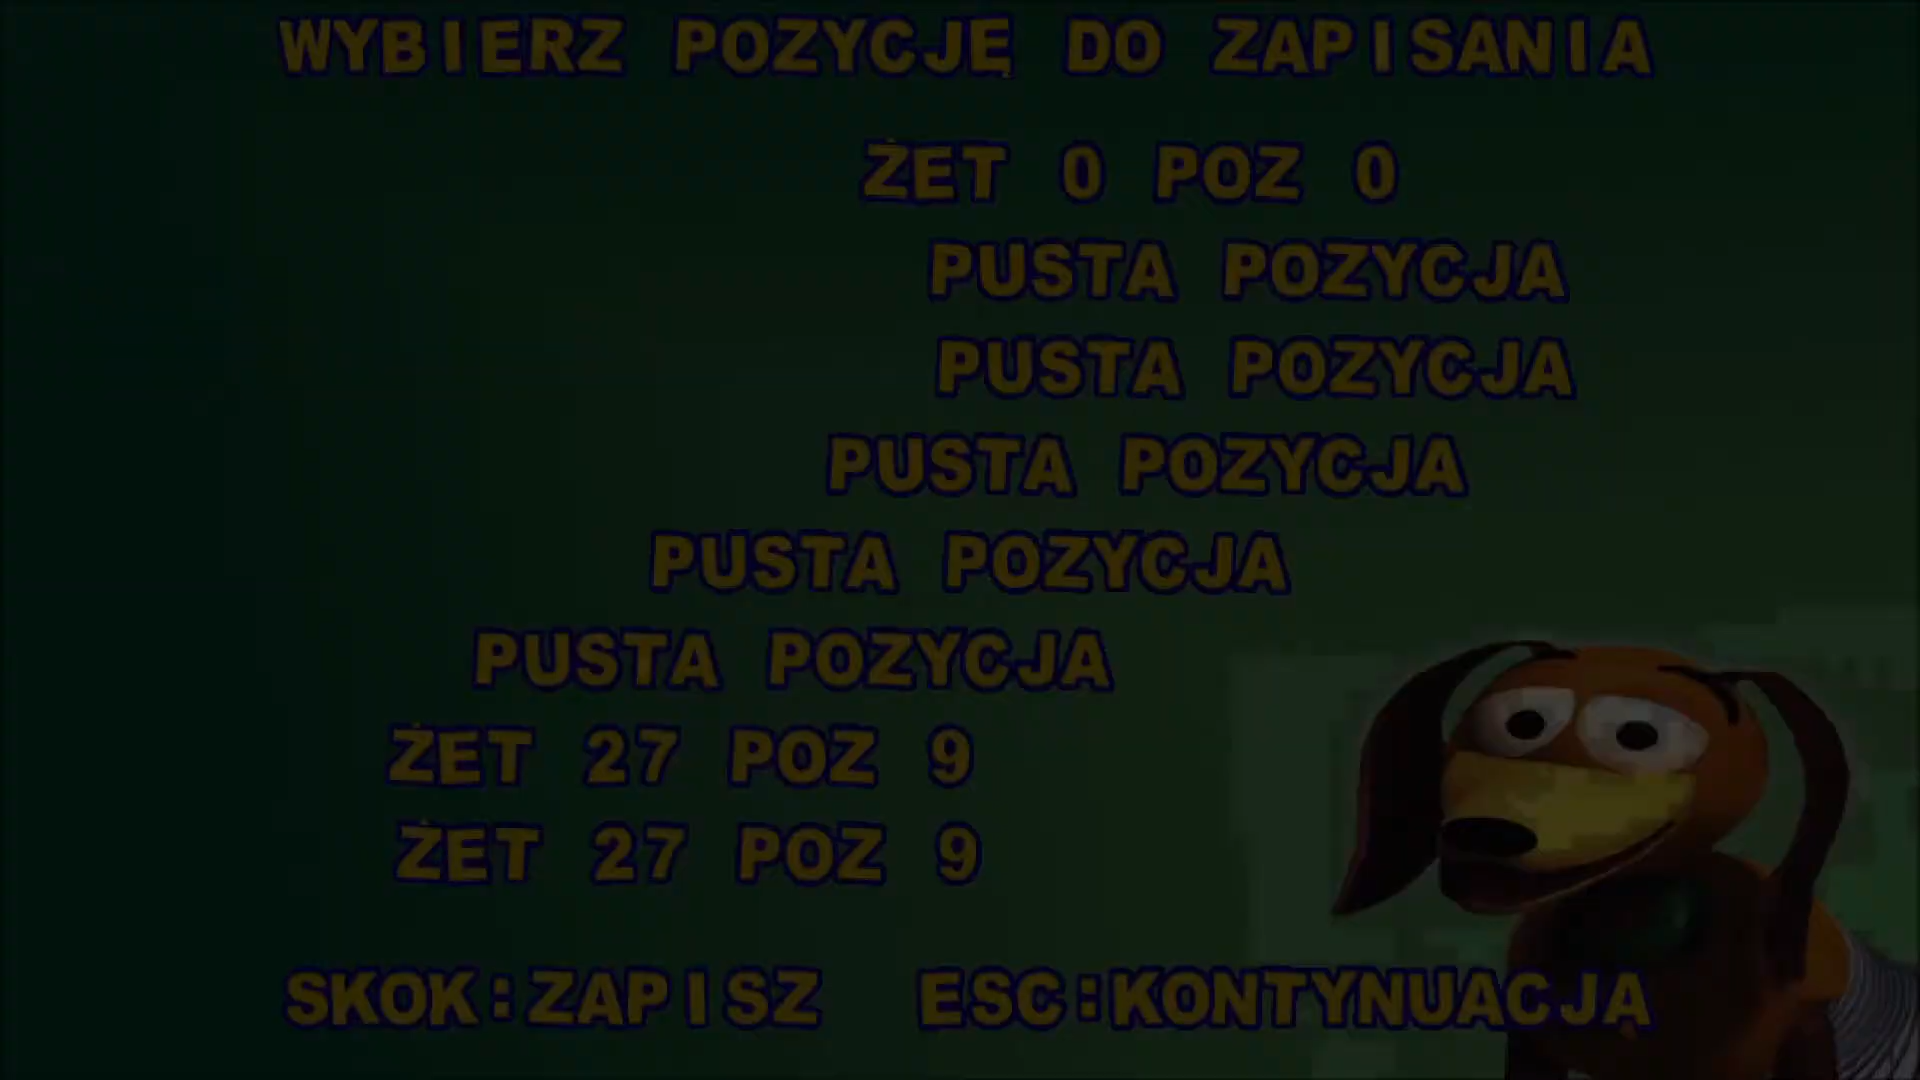 WYBIERZ POZYCJĘ DO ZAPISANIA
ŻET 0 POZ 0
PUSTA POZYCJA
PUSTA POZYCJA
PUSTA POZYCJA
PUSTA POZYCJA
PUSTA POZYCJA
ŻET 27 POZ 9
ŻET 27 POZ 9
SKOK:ZAPISZ ESC:KONTYNUACJĄ